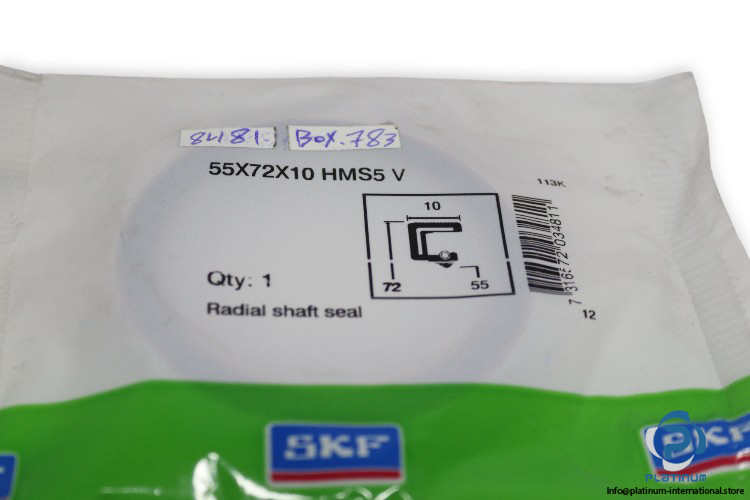 8481. Box.783
55X72X10 HMS5 V
113K
10
72
55
Qty: 1
Radial shaft seal
12
SKF
SKF
PLATINUM
Info@platinum-international.store